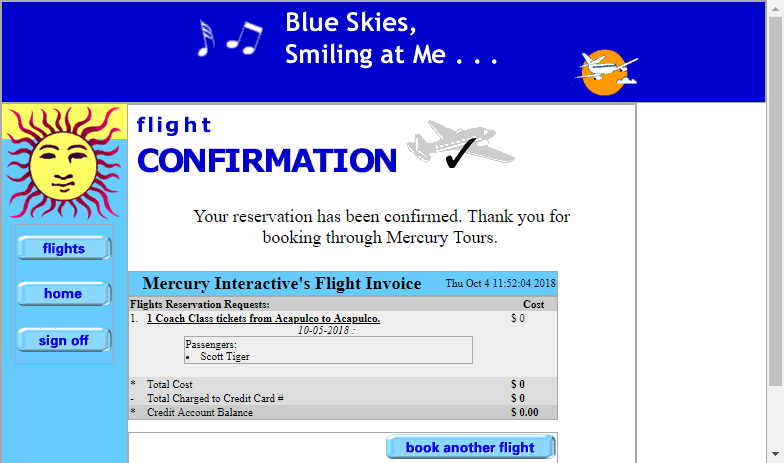 Blue Skies,
Smiling at Me . . .
flight
CONFIRMATION
Your reservation has been confirmed. Thank you for
booking through Mercury Tours.
flights
home
sign off
Mercury Interactive's Flight Invoice Thu Oct 4 11:52:04 2018
Flights Reservation Requests: Cost
1. 1 Coach Class tickets from Acapulco to Acapulco. $ 0
10-05-2018 :
Passengers:
• Scott Tiger
* Total Cost $ 0
- Total Charged to Credit Card # $ 0
* Credit Account Balance $ 0.00
book another flight